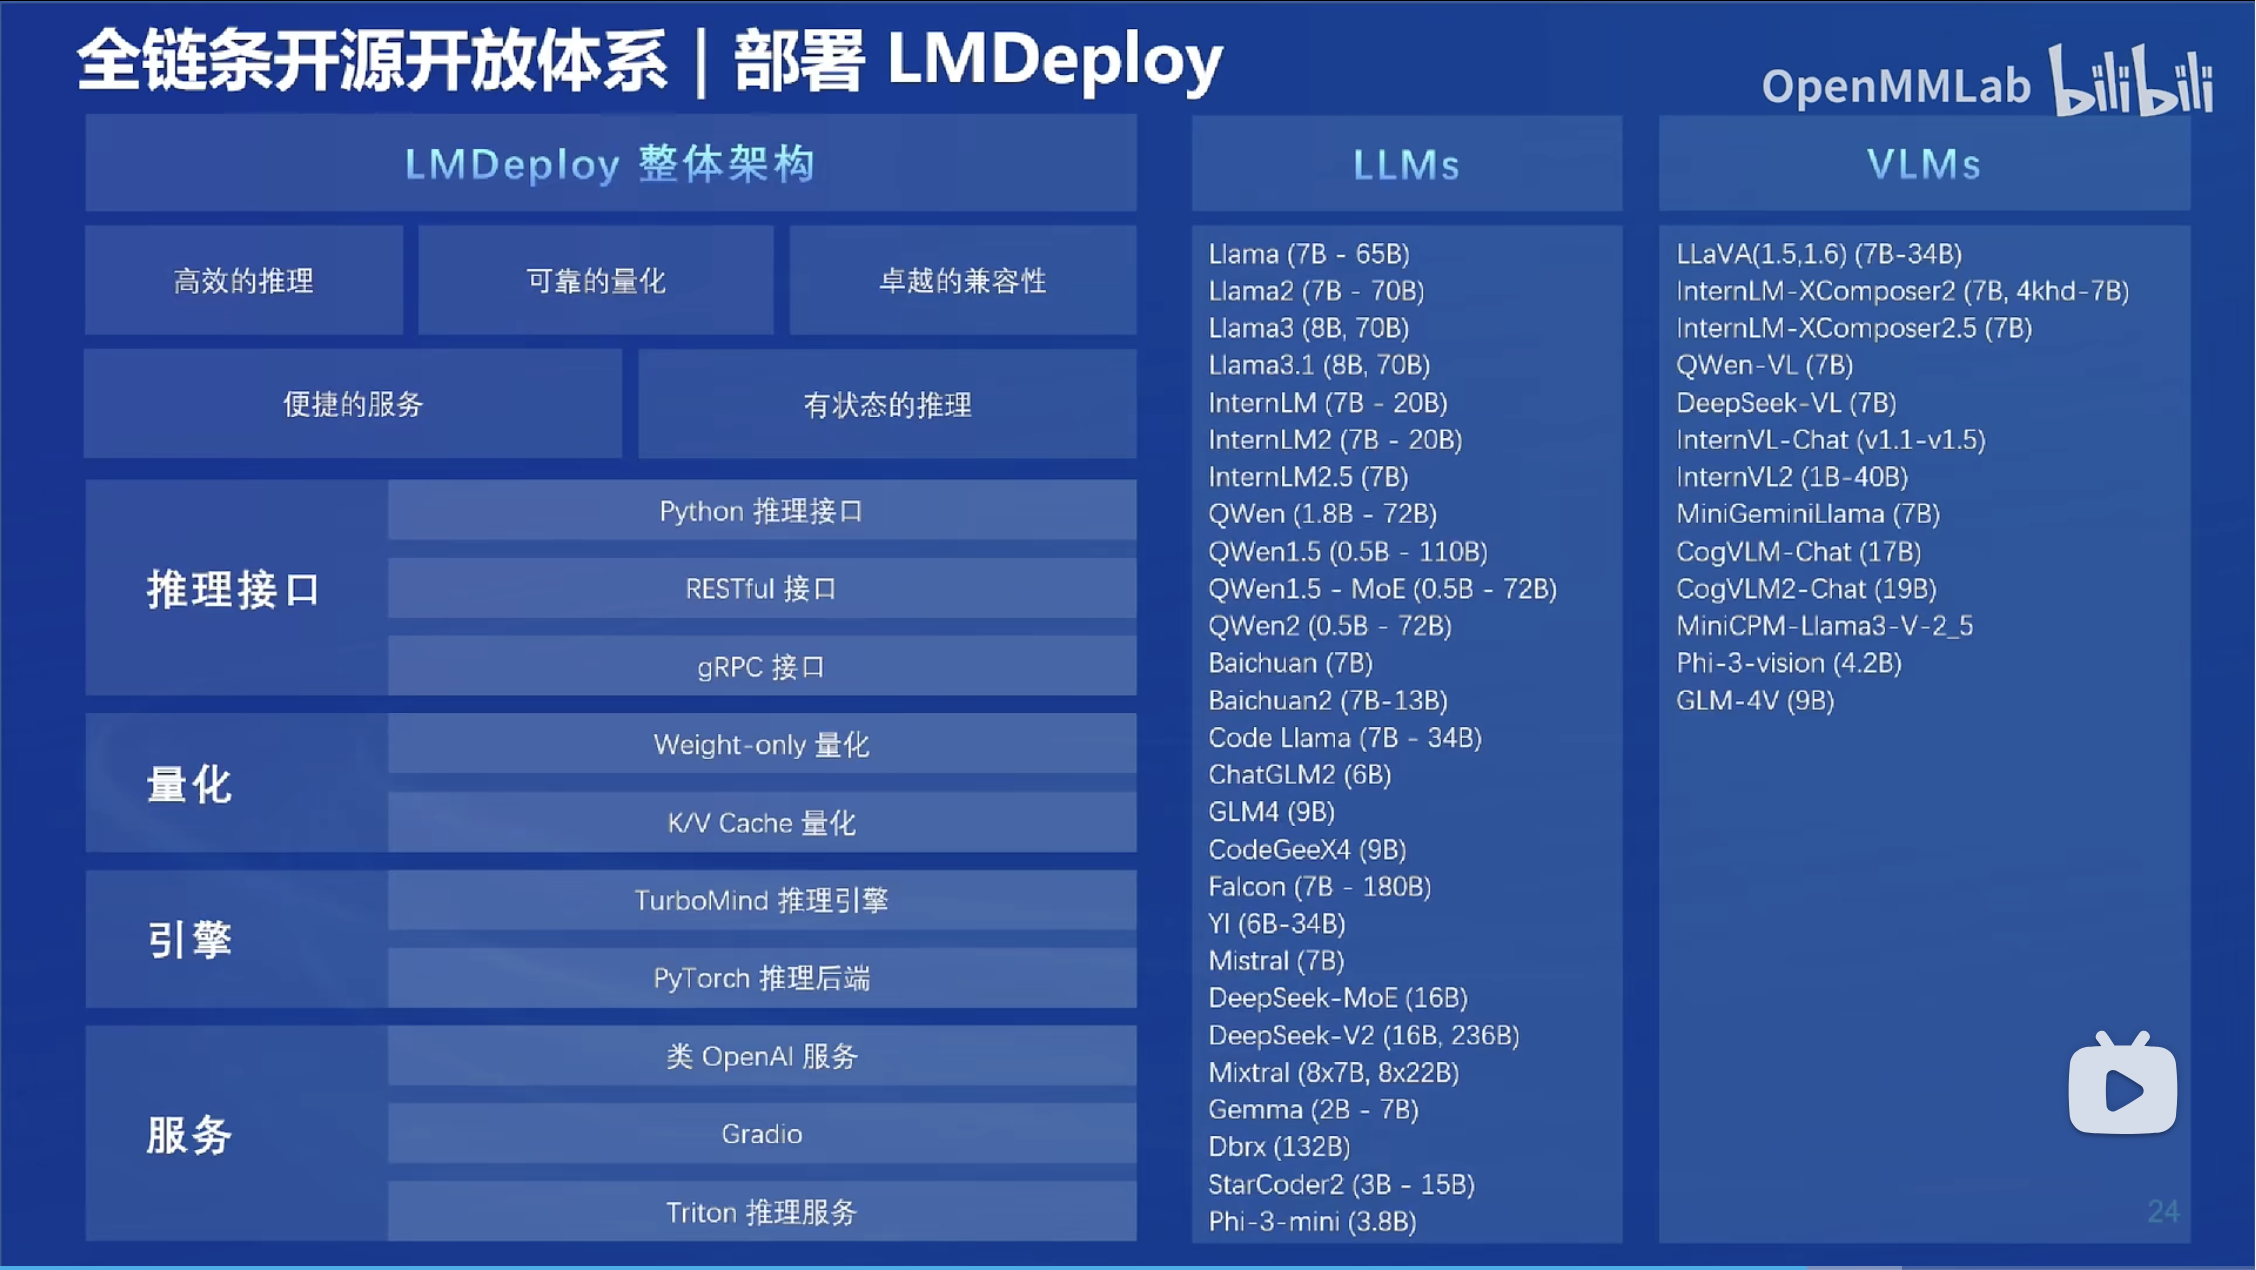 全链条开源开放体系 | 部署 LMDeploy
OpenMMLab bilibili
LMDeploy 整体架构
高效的推理
可靠的量化
卓越的兼容性
便捷的服务
有状态的推理
推理接口
Python 推理接口
RESTful 接口
gRPC 接口
量化
Weight-only 量化
K/V Cache 量化
引擎
TurboMind 推理引擎
PyTorch 推理后端
服务
类 OpenAI 服务
Gradio
Triton 推理服务
LLMs
Llama (7B - 65B)
Llama2 (7B - 70B)
Llama3 (8B, 70B)
Llama3.1 (8B, 70B)
InternLM (7B - 20B)
InternLM2 (7B - 20B)
InternLM2.5 (7B)
QWen (1.8B - 72B)
QWen1.5 (0.5B - 110B)
QWen1.5 - MoE (0.5B - 72B)
QWen2 (0.5B - 72B)
Baichuan (7B)
Baichuan2 (7B-13B)
Code Llama (7B - 34B)
ChatGLM2 (6B)
GLM4 (9B)
CodeGeeX4 (9B)
Falcon (7B - 180B)
YI (6B-34B)
Mistral (7B)
DeepSeek-MoE (16B)
DeepSeek-V2 (16B, 236B)
Mixtral (8x7B, 8x22B)
Gemma (2B - 7B)
Dbrx (132B)
StarCoder2 (3B - 15B)
Phi-3-mini (3.8B)
VLMs
LLaVA(1.5,1.6) (7B-34B)
InternLM-XComposer2 (7B, 4khd-7B)
InternLM-XComposer2.5 (7B)
QWen-VL (7B)
DeepSeek-VL (7B)
InternVL-Chat (v1.1-v1.5)
InternVL2 (1B-40B)
MiniGeminiLlama (7B)
CogVLM-Chat (17B)
CogVLM2-Chat (19B)
MiniCPM-Llama3-V-2_5
Phi-3-vision (4.2B)
GLM-4V (9B)
24